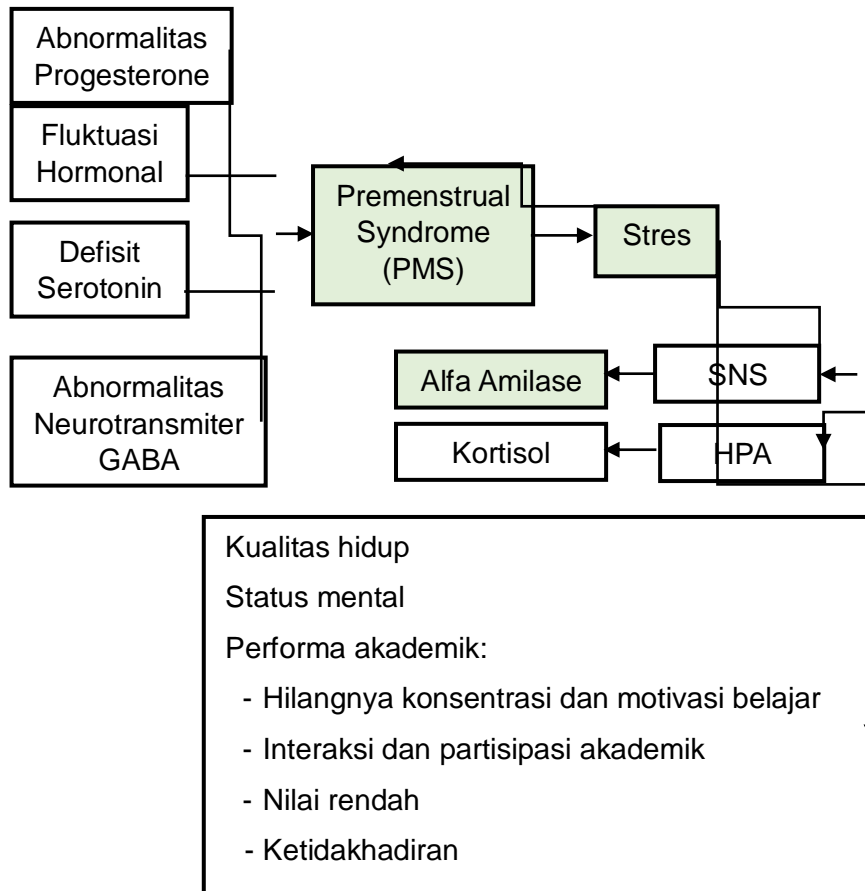 Abnormalitas
Progesterone
Fluktuasi
Hormonal
Defisit
Serotonin
Abnormalitas
Neurotransmiter
GABA
Premenstrual
Syndrome
(PMS)
Stres
Alfa Amilase
SNS
Kortisol
HPA
Kualitas hidup
Status mental
Performa akademik:
- Hilangnya konsentrasi dan motivasi belajar
- Interaksi dan partisipasi akademik
- Nilai rendah
- Ketidakhadiran